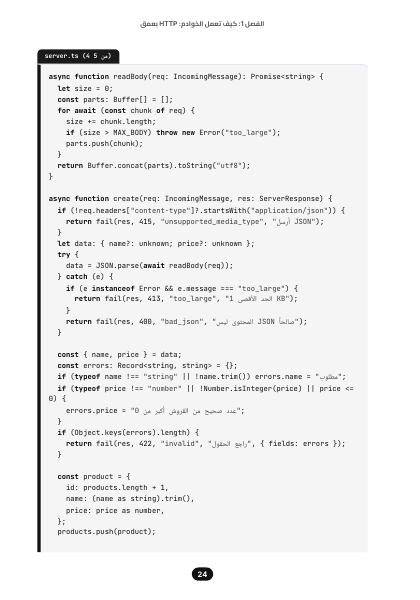 الفصل 1: كيف تعمل الخوادم: HTTP بعمق
server.ts (4 من 5)
async function readBody(req: IncomingMessage): Promise<string> {
  let size = 0;
  const parts: Buffer[] = [];
  for await (const chunk of req) {
    size += chunk.length;
    if (size > MAX_BODY) throw new Error("too_large");
    parts.push(chunk);
  }
  return Buffer.concat(parts).toString("utf8");
}
async function create(req: IncomingMessage, res: ServerResponse) {
  if (!req.headers["content-type"]?.startsWith("application/json")) {
    return fail(res, 415, "unsupported_media_type", "أرسل JSON");
  }
  let data: { name?: unknown; price?: unknown };
  try {
    data = JSON.parse(await readBody(req));
  } catch (e) {
    if (e instanceof Error && e.message === "too_large") {
      return fail(res, 413, "too_large", "الحد الأقصى 1 KB");
    }
    return fail(res, 400, "bad_json", "المحتوى ليس JSON صالحاً");
  }
  const { name, price } = data;
  const errors: Record<string, string> = {};
  if (typeof name !== "string" || !name.trim()) errors.name = "مطلوب";
  if (typeof price !== "number" || !Number.isInteger(price) || price <=
0) {
    errors.price = "عدد صحيح من القروش أكبر من 0";
  }
  if (Object.keys(errors).length) {
    return fail(res, 422, "invalid", "راجع الحقول", { fields: errors });
  }
  const product = {
    id: products.length + 1,
    name: (name as string).trim(),
    price: price as number,
  };
  products.push(product);
24